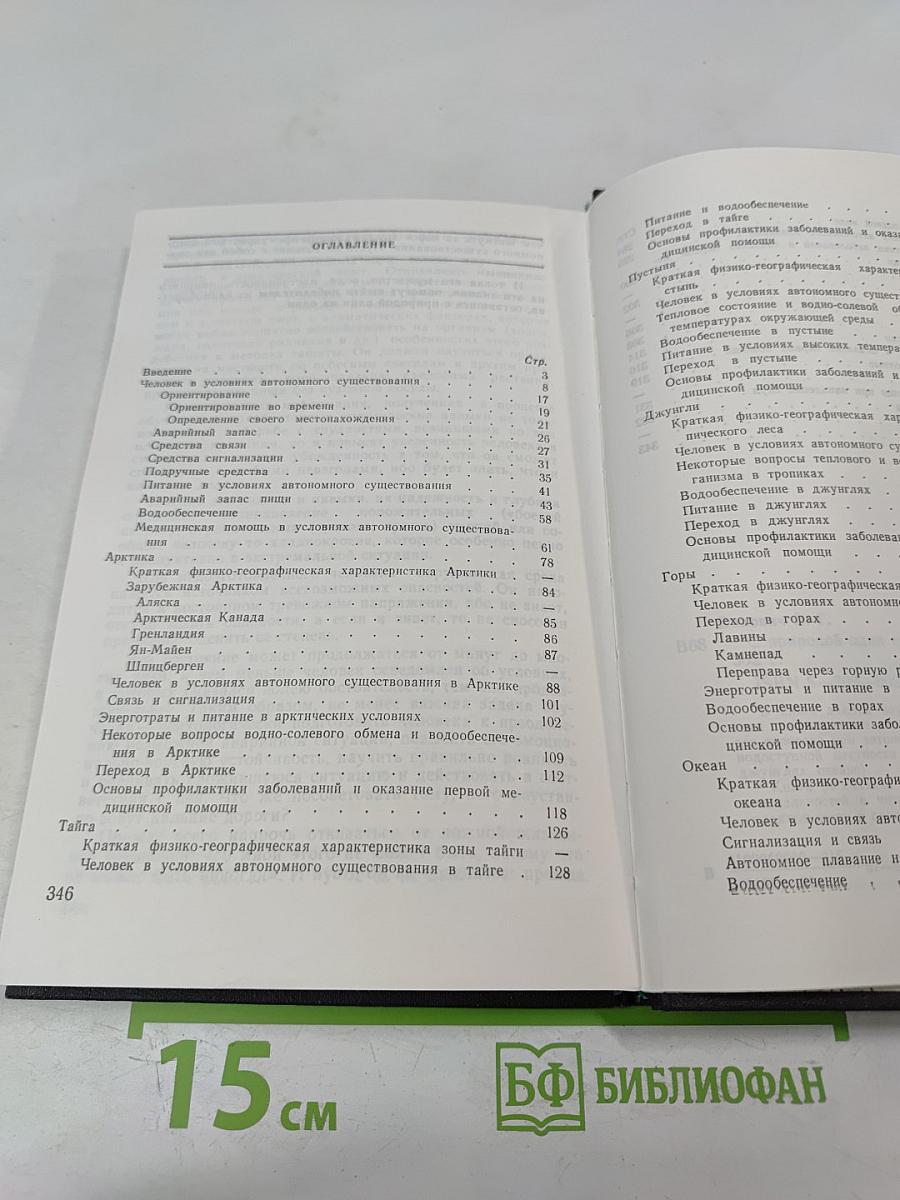 ОГЛАВЛЕНИЕ
Стр.
Введение . . . . . . . . . . . . 3
Человек в условиях автономного существования . . . . . 8
Ориентирование . . . . . . . . . . 17
Ориентирование во времени . . . . . . . 19
Определение своего местонахождения . . . . . 21
Аварийный запас . . . . . . . . . . 26
Средства связи . . . . . . . . . . 27
Средства сигнализации . . . . . . . . 31
Подручные средства . . . . . . . . . 35
Питание в условиях автономного существования . . . 41
Аварийный запас пищи . . . . . . . . 43
Водообеспечение . . . . . . . . . . 58
Медицинская помощь в условиях автономного существова-
ния . . . . . . . . . . . . 61
Арктика . . . . . . . . . . . . 78
Краткая физико-географическая характеристика Арктики . —
Зарубежная Арктика . . . . . . . . . 84
Аляска . . . . . . . . . . . —
Арктическая Канада . . . . . . . . 85
Гренландия . . . . . . . . . . 86
Ян-Майен . . . . . . . . . . 87
Шпицберген . . . . . . . . . . —
Человек в условиях автономного существования в Арктике 88
Связь и сигнализация . . . . . . . . . 101
Энерготраты и питание в арктических условиях . . . . 102
Некоторые вопросы водно-солевого обмена и водообеспече-
ния в Арктике . . . . . . . . . . 109
Переход в Арктике . . . . . . . . . . 112
Основы профилактики заболеваний и оказание первой ме-
дицинской помощи . . . . . . . . . 118
Тайга . . . . . . . . . . . . . 126
Краткая физико-географическая характеристика зоны тайги —
Человек в условиях автономного существования в тайге . 128
346
Питание и водообеспечение . . . .
Переход в тайге . . . . . .
Основы профилактики заболеваний и оказа
дицинской помощи . . . . .
Пустыня . . . . . . . .
Краткая физико-географическая характер
стынь . . . . . . .
Человек в условиях автономного сущест
Тепловое состояние и водно-солевой об
температурах окружающей среды . .
Водообеспечение в пустыне . . .
Питание в условиях высоких темпера
Переход в пустыне . . . .
Основы профилактики заболеваний и
дицинской помощи . . . .
Джунгли . . . . . . .
Краткая физико-географическая хар
пического леса . . . .
Человек в условиях автономного су
Некоторые вопросы теплового и в
ганизма в тропиках . . .
Водообеспечение в джунглях .
Питание в джунглях . . .
Переход в джунглях . . .
Основы профилактики заболева
дицинской помощи . . .
Горы . . . . . . .
Краткая физико-географическая
Человек в условиях автономно
Переход в горах . . . .
Лавины . . . . .
Камнепад . . . .
Переправа через горную р
Энерготраты и питание в
Водообеспечение в горах
Основы профилактики забо
цинской помощи . .
Океан . . . . . .
Краткая физико-географи
океана . . . .
Человек в условиях авто
Сигнализация и связь
Автономное плавание н
Водообеспечение . .
15 см
БФ БИБЛИОФАН